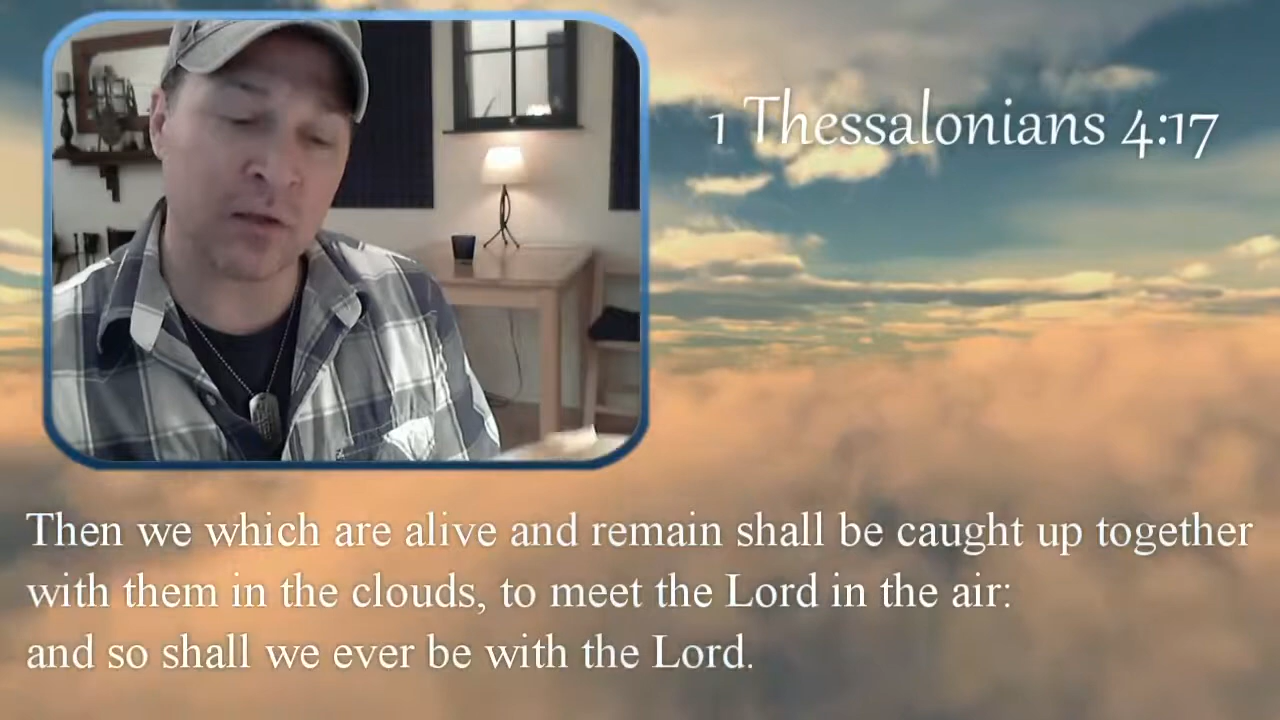 1 Thessalonians 4:17
Then we which are alive and remain shall be caught up together
with them in the clouds, to meet the Lord in the air:
and so shall we ever be with the Lord.